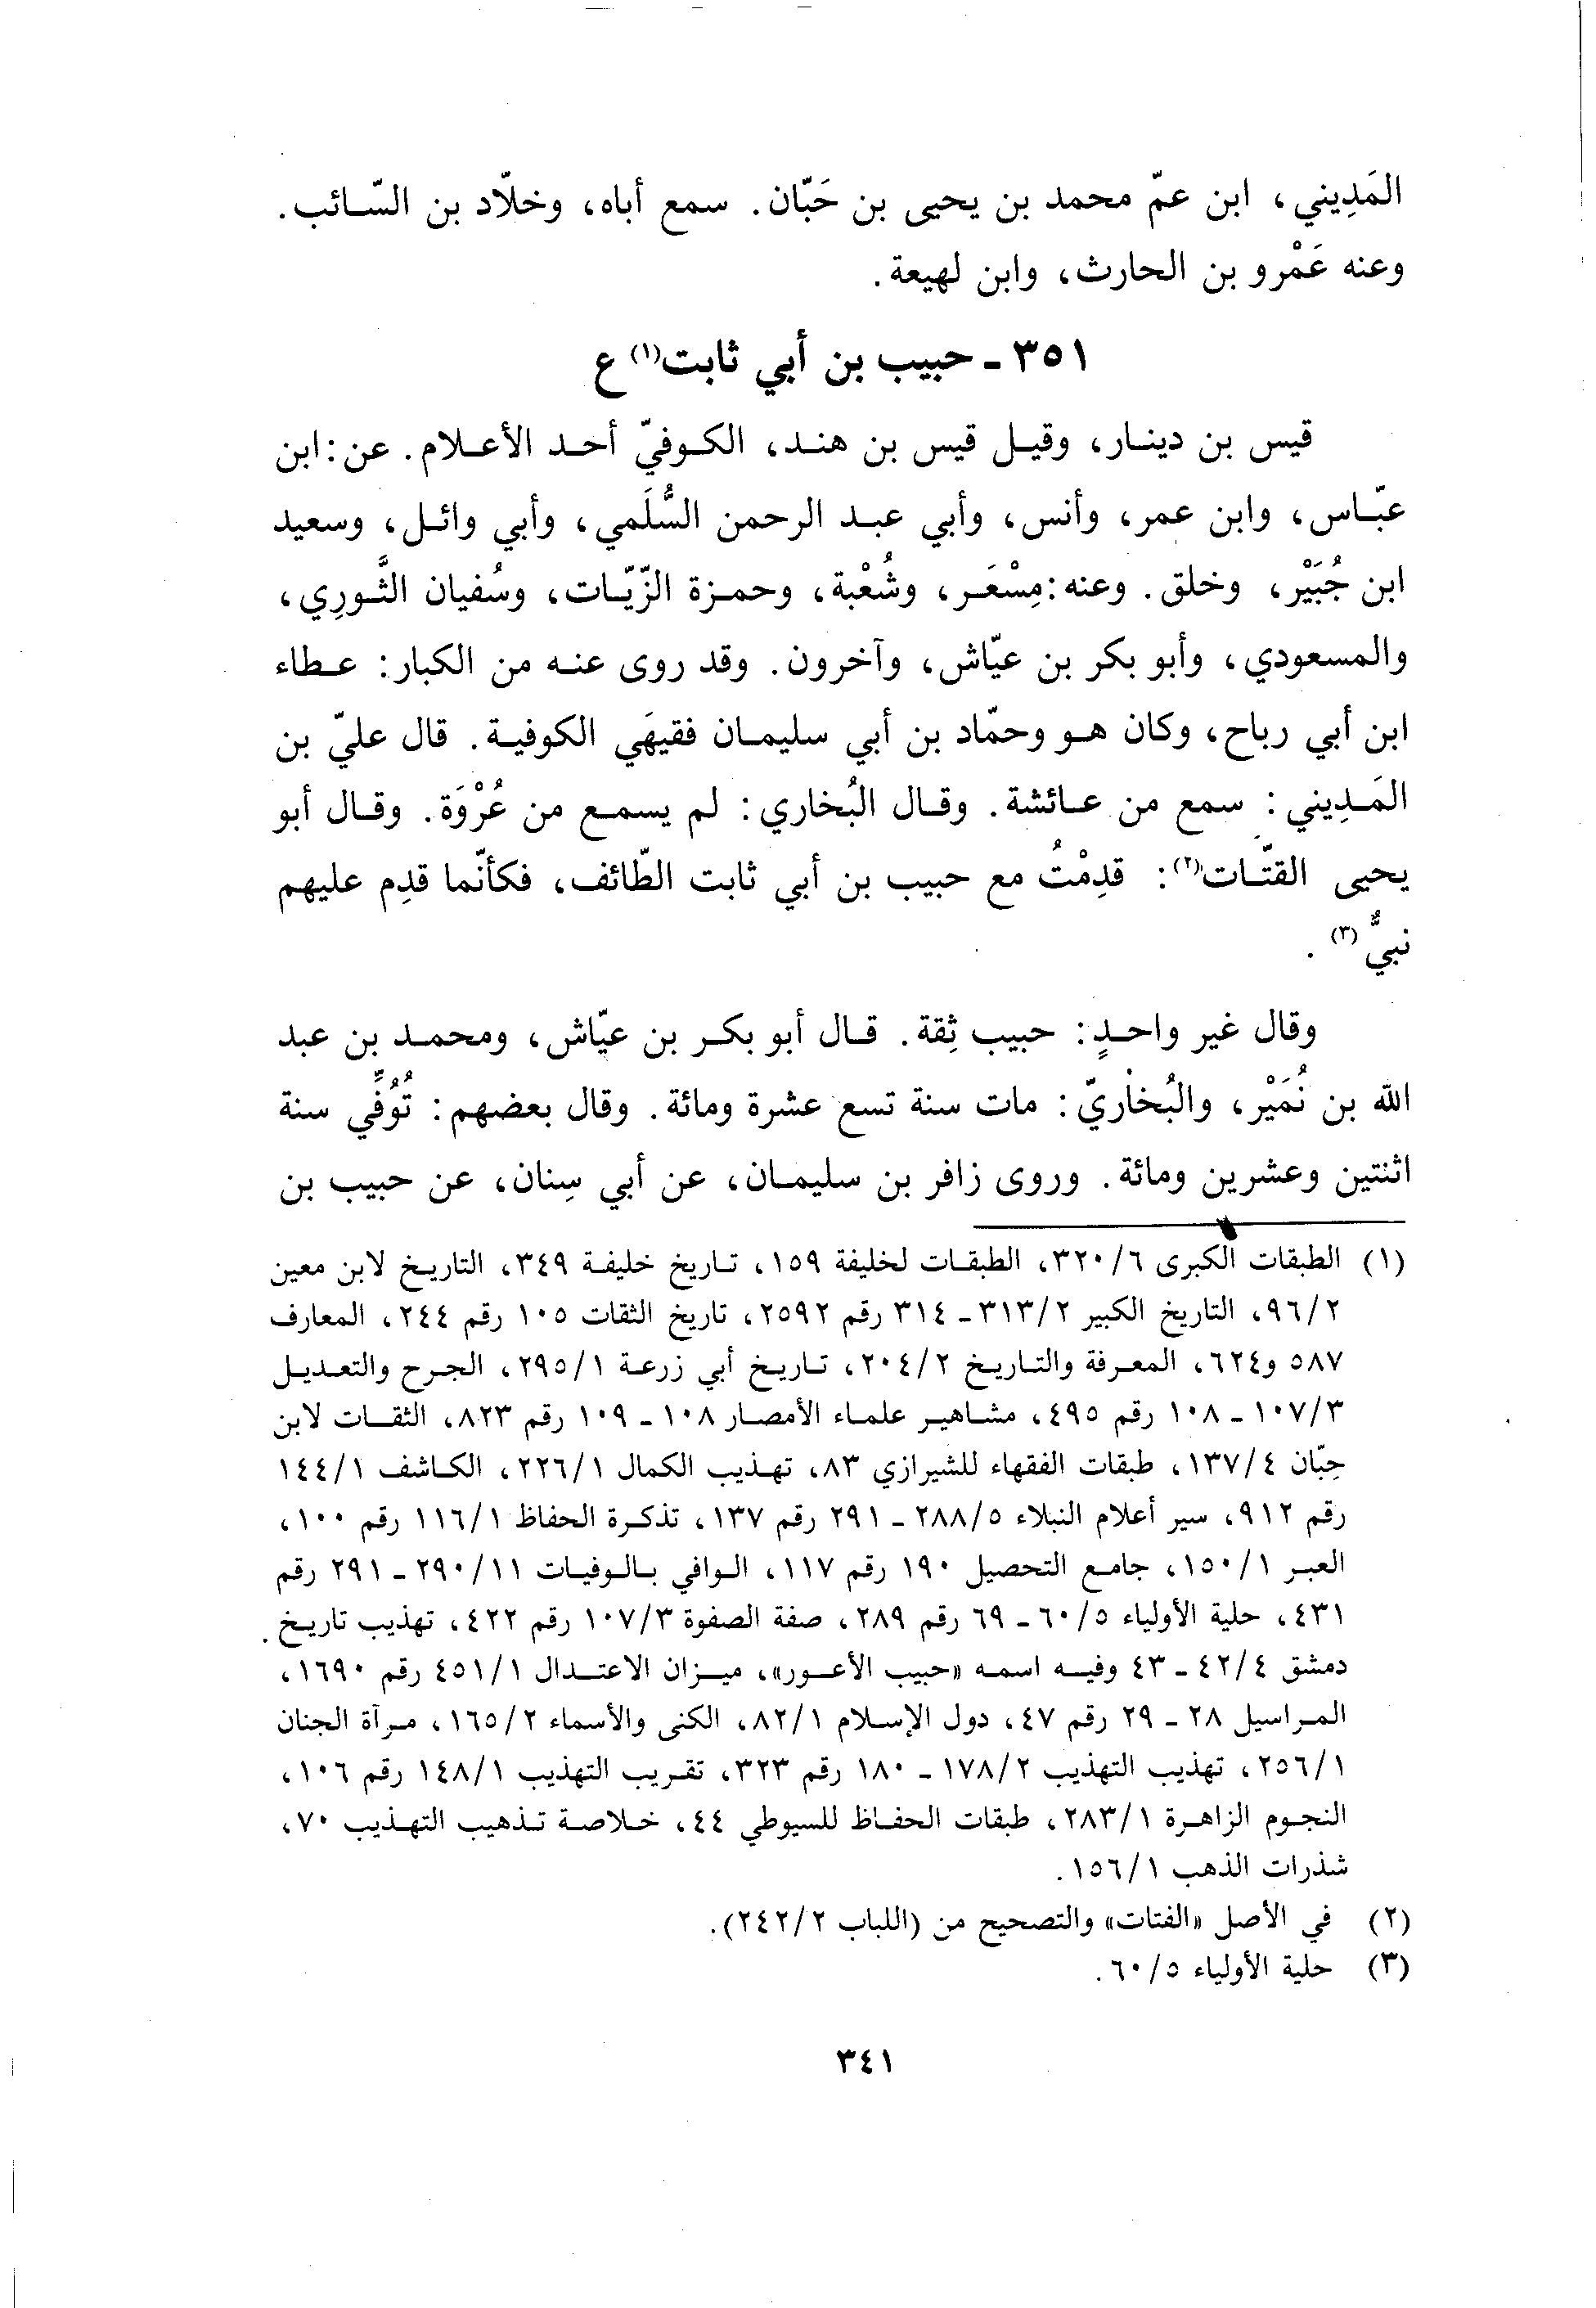 المَدِيني، ابن عمّ محمد بن يحيى بن حَبّان. سمع أباه، وخلّاد بن السّائب.
وعنه عَمْرو بن الحارث، وابن لهيعة.
٣٥١ - حبيب بن أبي ثابت(١) ع
قيس بن دينار، وقيل قيس بن هند، الكوفيّ أحد الأعلام. عن: ابن
عبّاس، وابن عمر، وأنس، وأبي عبد الرحمن السُّلَمي، وأبي وائل، وسعيد
ابن جُبَيْر، وخلق. وعنه: مِسْعَر، وشُعْبة، وحمزة الزّيّات، وسُفيان الثَّورِي،
والمسعودي، وأبو بكر بن عيّاش، وآخرون. وقد روى عنه من الكبار: عطاء
ابن أبي رباح، وكان هو وحمّاد بن أبي سليمان فقيهَي الكوفية. قال عليّ بن
المَدِيني: سمع من عائشة. وقال البُخاري: لم يسمع من عُرْوَة. وقال أبو
يحيى القتّات(٢): قدِمْتُ مع حبيب بن أبي ثابت الطّائف، فكأنّما قدِم عليهم
نبيٌّ(٣).
وقال غير واحدٍ: حبيب ثِقة. قال أبو بكر بن عيّاش، ومحمد بن عبد
الله بن نُمَيْر، والبُخاريّ: مات سنة تسع عشرة ومائة. وقال بعضهم: تُوُفّي سنة
اثنتين وعشرين ومائة. وروى زافر بن سليمان، عن أبي سِنان، عن حبيب بن
(١) الطبقات الكبرى ٦/٣٢٠، الطبقات لخليفة ١٥٩، تاريخ خليفة ٣٤٩، التاريخ لابن معين
٢/٩٦، التاريخ الكبير ٢/٣١٣ - ٣١٤ رقم ٢٥٩٢، تاريخ الثقات ١٠٥ رقم ٢٤٤، المعارف
٥٨٧ و٦٢٤، المعرفة والتاريخ ٢/٢٠٤، تاريخ أبي زرعة ١/٢٩٥، الجرح والتعديل
٣/١٠٧ - ١٠٨ رقم ٤٩٥، مشاهير علماء الأمصار ١٠٨ - ١٠٩ رقم ٨٢٣، الثقات لابن
حِبّان ٤/١٣٧، طبقات الفقهاء للشيرازي ٨٣، تهذيب الكمال ١/٢٢٦، الكاشف ١/١٤٤
رقم ٩١٢، سير أعلام النبلاء ٥/٢٨٨ - ٢٩١ رقم ١٣٧، تذكرة الحفاظ ١/١١٦ رقم ١٠٠،
العبر ١/١٥٠، جامع التحصيل ١٩٠ رقم ١١٧، الوافي بالوفيات ١١/٢٩٠ - ٢٩١ رقم
٤٣١، حلية الأولياء ٥/٦٠ - ٦٩ رقم ٢٨٩، صفة الصفوة ٣/١٠٧ رقم ٤٢٢، تهذيب تاريخ
دمشق ٤/٤٢ - ٤٣ وفيه اسمه «حبيب الأعور»، ميزان الاعتدال ١/٤٥١ رقم ١٦٩٠،
المراسيل ٢٨ - ٢٩ رقم ٤٧، دول الإسلام ١/٨٢، الكنى والأسماء ٢/١٦٥، مرآة الجنان
١/٢٥٦، تهذيب التهذيب ٢/١٧٨ - ١٨٠ رقم ٣٢٣، تقريب التهذيب ١/١٤٨ رقم ١٠٦،
النجوم الزاهرة ١/٢٨٣، طبقات الحفاظ للسيوطي ٤٤، خلاصة تذهيب التهذيب ٧٠،
شذرات الذهب ١/١٥٦.
(٢) في الأصل «الفتات» والتصحيح من (اللباب ٢/٢٤٢).
(٣) حلية الأولياء ٥/٦٠.
٣٤١